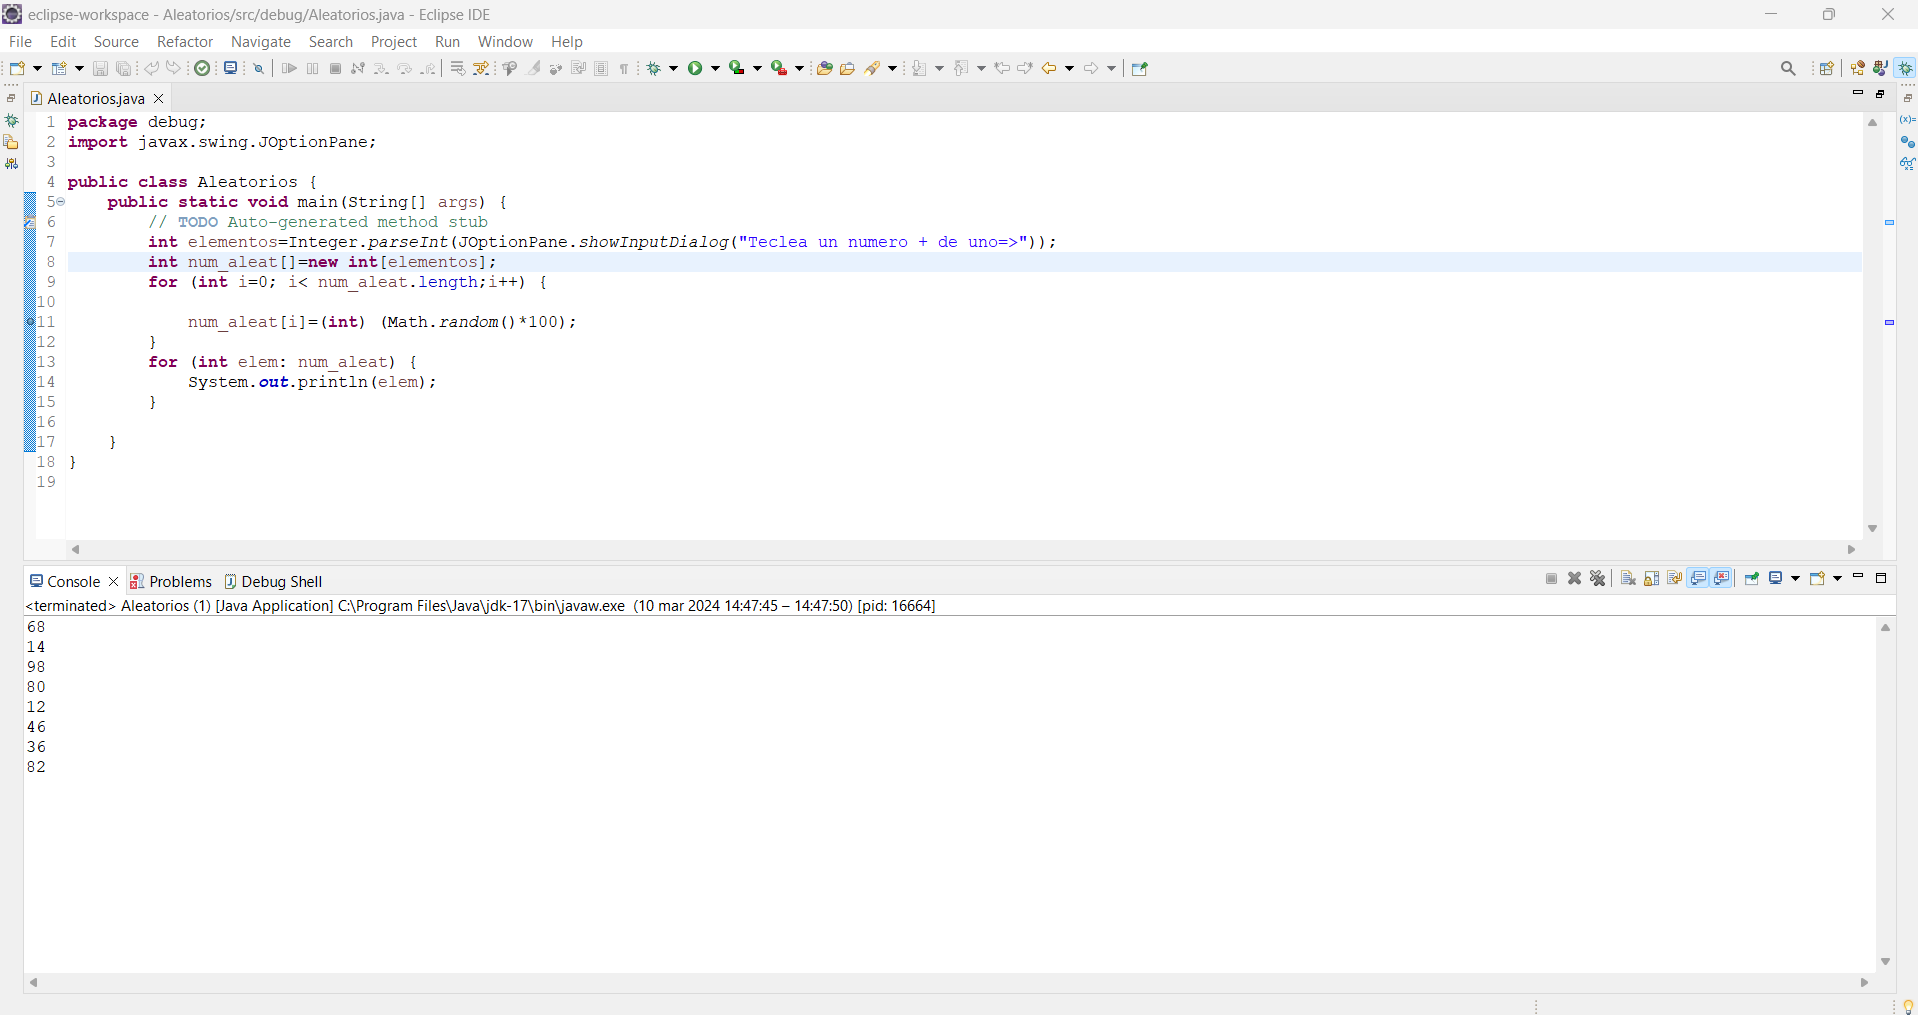 eclipse-workspace - Aleatorios/src/debug/Aleatorios.java - Eclipse IDE
File Edit Source Refactor Navigate Search Project Run Window Help
Aleatorios.java
1 package debug;
2 import javax.swing.JOptionPane;
3
4 public class Aleatorios {
5 public static void main(String[] args) {
6 // TODO Auto-generated method stub
7 int elementos=Integer.parseInt(JOptionPane.showInputDialog("Teclea un numero + de uno=>"));
8 int num_aleat[]=new int[elementos];
9 for (int i=0; i< num_aleat.length;i++) {
10
11 num_aleat[i]=(int) (Math.random()*100);
12 }
13 for (int elem: num_aleat) {
14 System.out.println(elem);
15 }
16
17 }
18 }
19
Console Problems Debug Shell
<terminated> Aleatorios (1) [Java Application] C:\Program Files\Java\jdk-17\bin\javaw.exe (10 mar 2024 14:47:45 – 14:47:50) [pid: 16664]
68
14
98
80
12
46
36
82